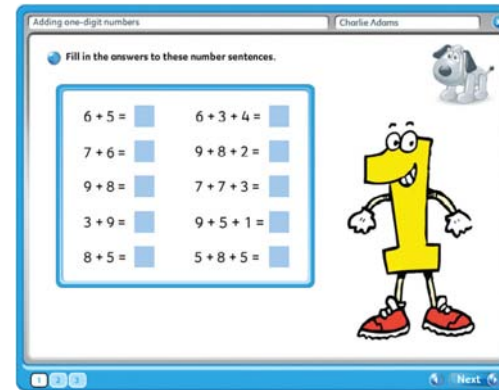 Adding one-digit numbers
Charlie Adams
Fill in the answers to these number sentences.
6 + 5 =
6 + 3 + 4 =
7 + 6 =
9 + 8 + 2 =
9 + 8 =
7 + 7 + 3 =
3 + 9 =
9 + 5 + 1 =
8 + 5 =
5 + 8 + 5 =
1
1 2 3
Next